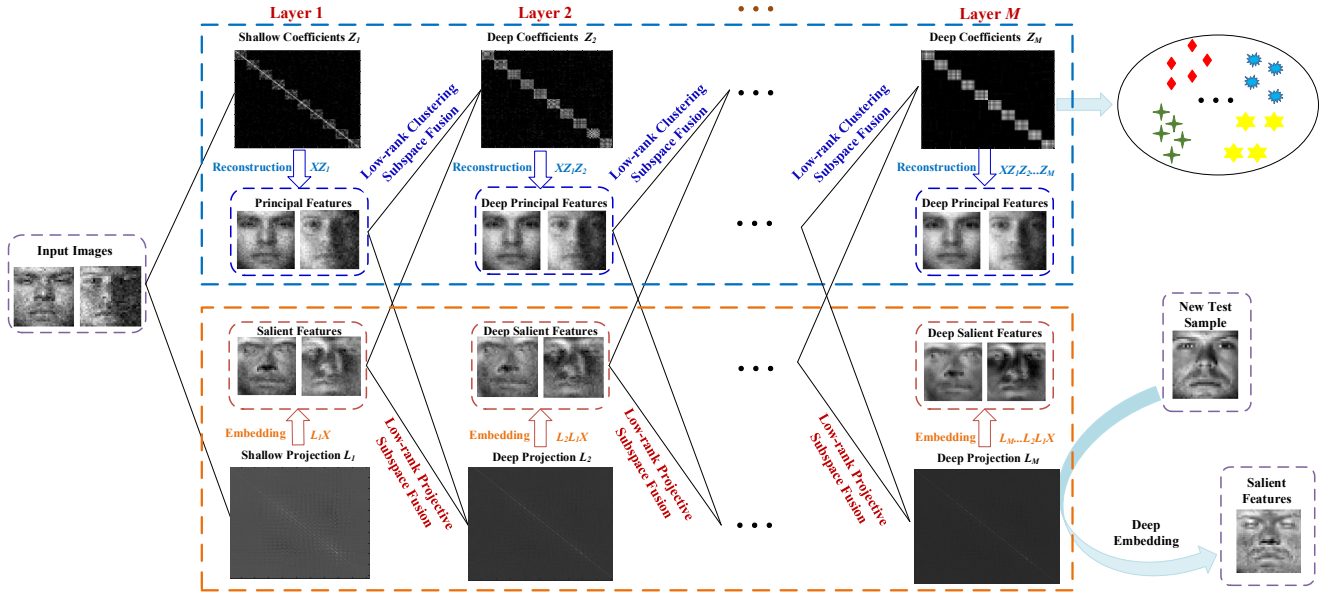 Layer 1
Layer 2
Layer M
Shallow Coefficients Z1
Deep Coefficients Z2
Deep Coefficients ZM
Low-rank Clustering
Subspace Fusion
Low-rank Clustering
Subspace Fusion
Low-rank Clustering
Subspace Fusion
Reconstruction
XZ1
Reconstruction
XZ1Z2
Reconstruction
XZ1Z2...ZM
Principal Features
Deep Principal Features
Deep Principal Features
Input Images
New Test
Sample
Salient Features
Deep Salient Features
Deep Salient Features
Embedding
L1X
Embedding
L2L1X
Embedding
LM...L2L1X
Shallow Projection L1
Deep Projection L2
Deep Projection LM
Low-rank Projective
Subspace Fusion
Low-rank Projective
Subspace Fusion
Low-rank Projective
Subspace Fusion
Salient
Features
Deep
Embedding